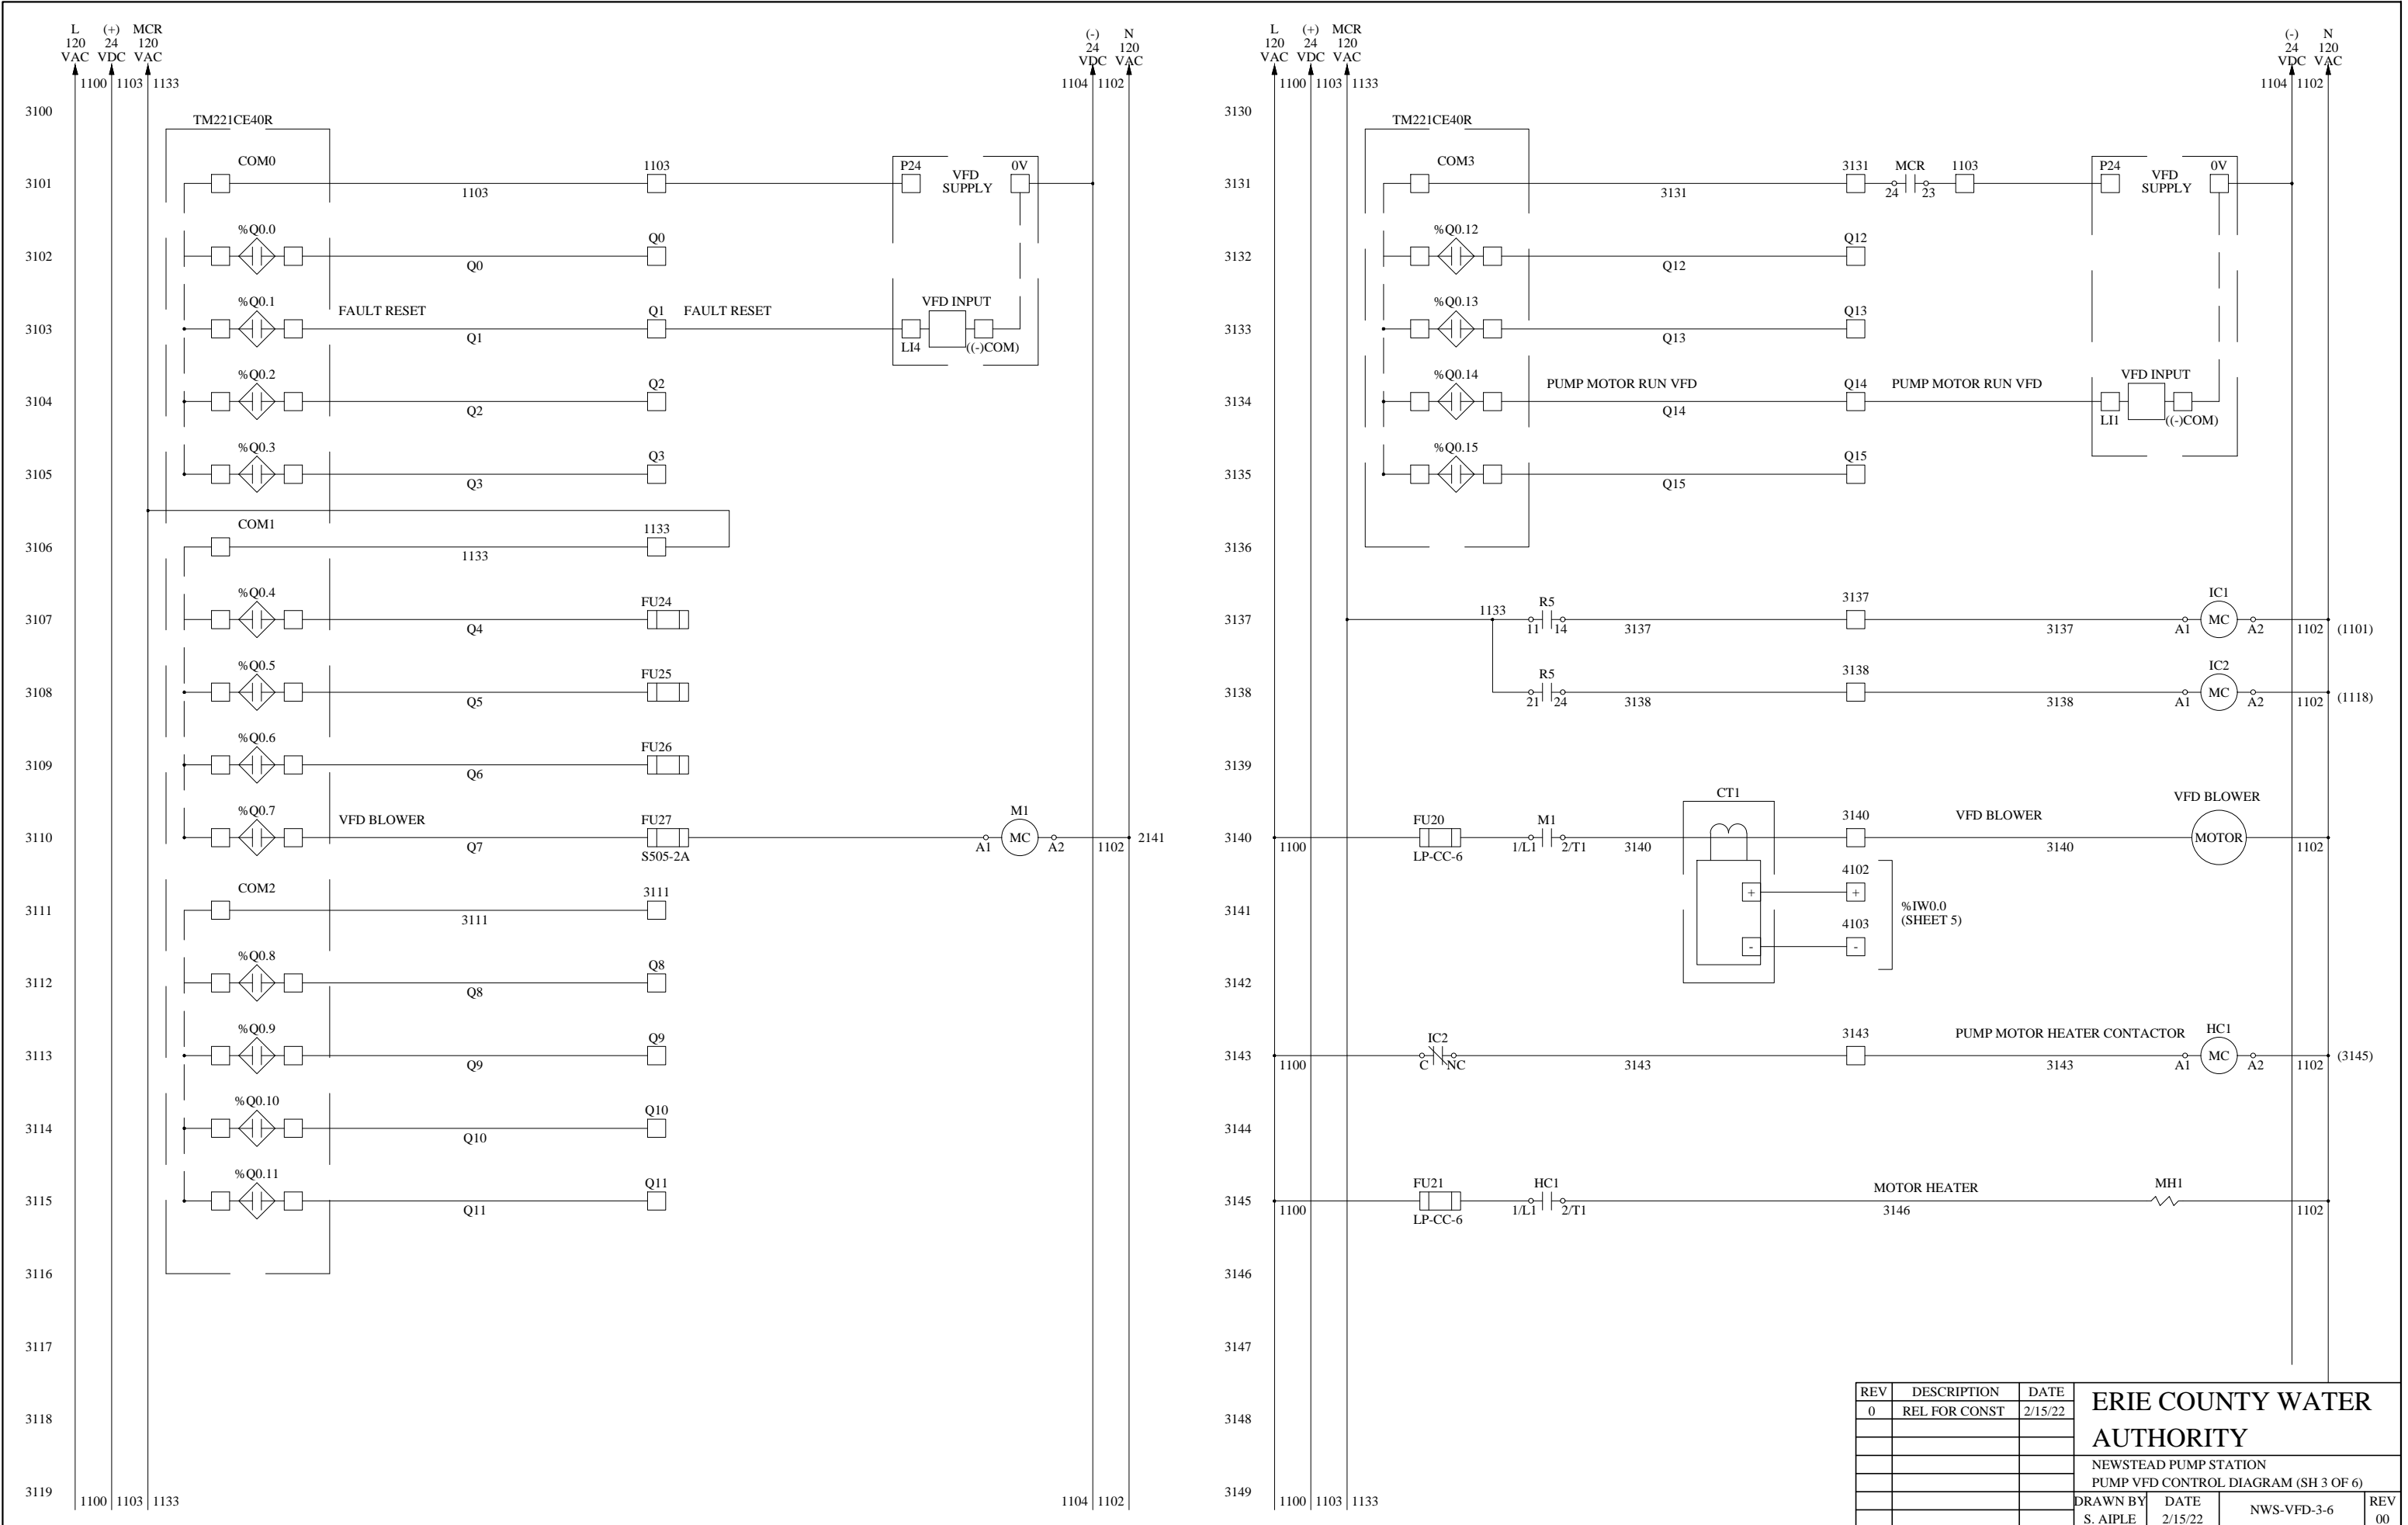 L (+) MCR
120 24 120
VAC VDC VAC
1100 1103 1133
(-) N
24 120
VDC VAC
1104 1102
3100
TM221CE40R
COM0
1103
P24
VFD
SUPPLY
0V
3101
1103
%Q0.0
Q0
3102
Q0
%Q0.1
FAULT RESET
Q1
FAULT RESET
VFD INPUT
3103
Q1
LI4
((-)COM)
%Q0.2
Q2
3104
Q2
%Q0.3
Q3
3105
Q3
COM1
1133
3106
1133
%Q0.4
FU24
3107
Q4
%Q0.5
FU25
3108
Q5
%Q0.6
FU26
3109
Q6
%Q0.7
VFD BLOWER
FU27
M1
3110
Q7
S505-2A
A1
MC
A2
1102
2141
COM2
3111
3111
3111
%Q0.8
Q8
3112
Q8
%Q0.9
Q9
3113
Q9
%Q0.10
Q10
3114
Q10
%Q0.11
Q11
3115
Q11
3116
3117
3118
3119
1100 1103 1133
1104 1102
L (+) MCR
120 24 120
VAC VDC VAC
1100 1103 1133
(-) N
24 120
VDC VAC
1104 1102
3130
TM221CE40R
COM3
3131
MCR
1103
P24
VFD
SUPPLY
0V
3131
3131
24
23
%Q0.12
Q12
3132
Q12
%Q0.13
Q13
3133
Q13
%Q0.14
PUMP MOTOR RUN VFD
Q14
PUMP MOTOR RUN VFD
VFD INPUT
3134
Q14
LI1
((-)COM)
%Q0.15
Q15
3135
Q15
3136
1133
R5
3137
IC1
3137
11
14
3137
3137
A1
MC
A2
1102
(1101)
R5
3138
IC2
3138
21
24
3138
3138
A1
MC
A2
1102
(1118)
3139
CT1
FU20
M1
3140
VFD BLOWER
VFD BLOWER
3140
1100
LP-CC-6
1/L1
2/T1
3140
3140
MOTOR
1102
4102
+
+
3141
%IW0.0
(SHEET 5)
4103
-
-
3142
IC2
3143
PUMP MOTOR HEATER CONTACTOR
HC1
3143
1100
C
NC
3143
3143
A1
MC
A2
1102
(3145)
3144
FU21
HC1
MOTOR HEATER
MH1
3145
1100
LP-CC-6
1/L1
2/T1
3146
1102
3146
3147
3148
3149
1100 1103 1133
REV DESCRIPTION DATE
0 REL FOR CONST 2/15/22
ERIE COUNTY WATER
AUTHORITY
NEWSTEAD PUMP STATION
PUMP VFD CONTROL DIAGRAM (SH 3 OF 6)
DRAWN BY DATE NWS-VFD-3-6 REV
S. AIPLE 2/15/22 00